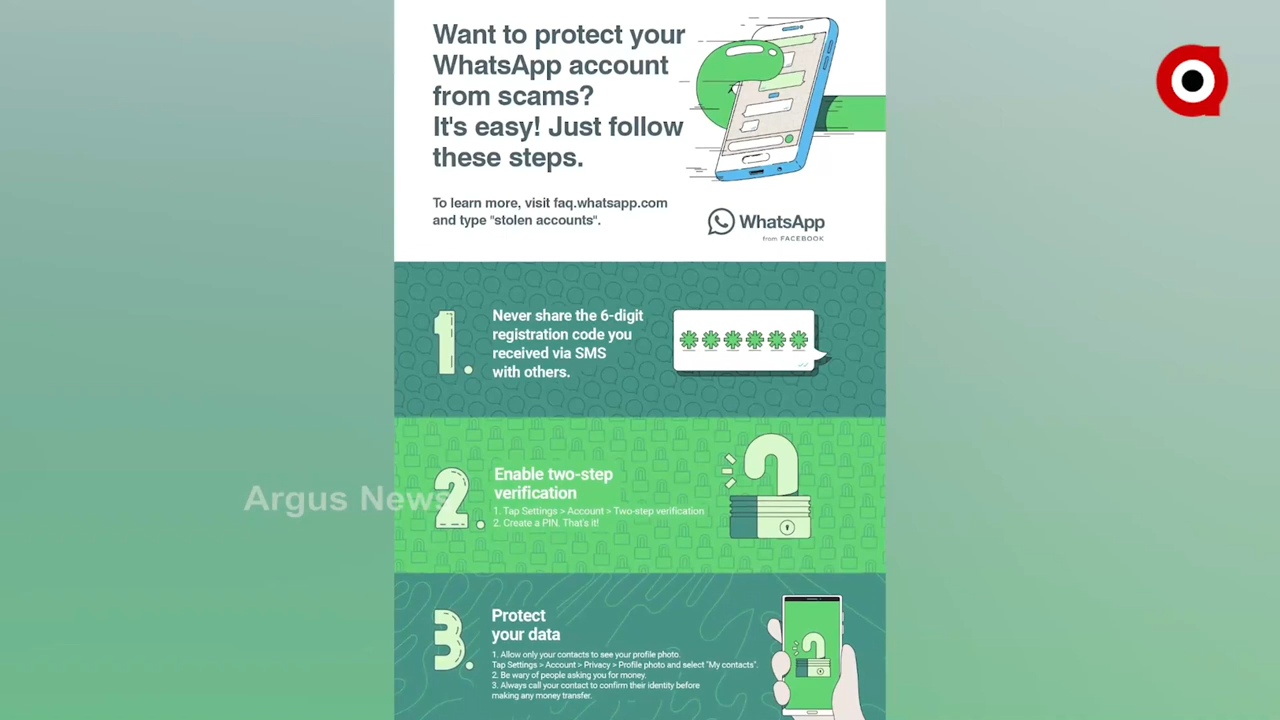 Want to protect your
WhatsApp account
from scams?
It's easy! Just follow
these steps.
To learn more, visit faq.whatsapp.com
and type "stolen accounts".
WhatsApp
from FACEBOOK
1.
Never share the 6-digit
registration code you
received via SMS
with others.
******
2.
Enable two-step
verification
1. Tap Settings > Account > Two-step verification
2. Create a PIN. That's it!
Argus News
3.
Protect
your data
1. Allow only your contacts to see your profile photo.
Tap Settings > Account > Privacy > Profile photo and select "My contacts".
2. Be wary of people asking you for money.
3. Always call your contact to confirm their identity before
making any money transfer.